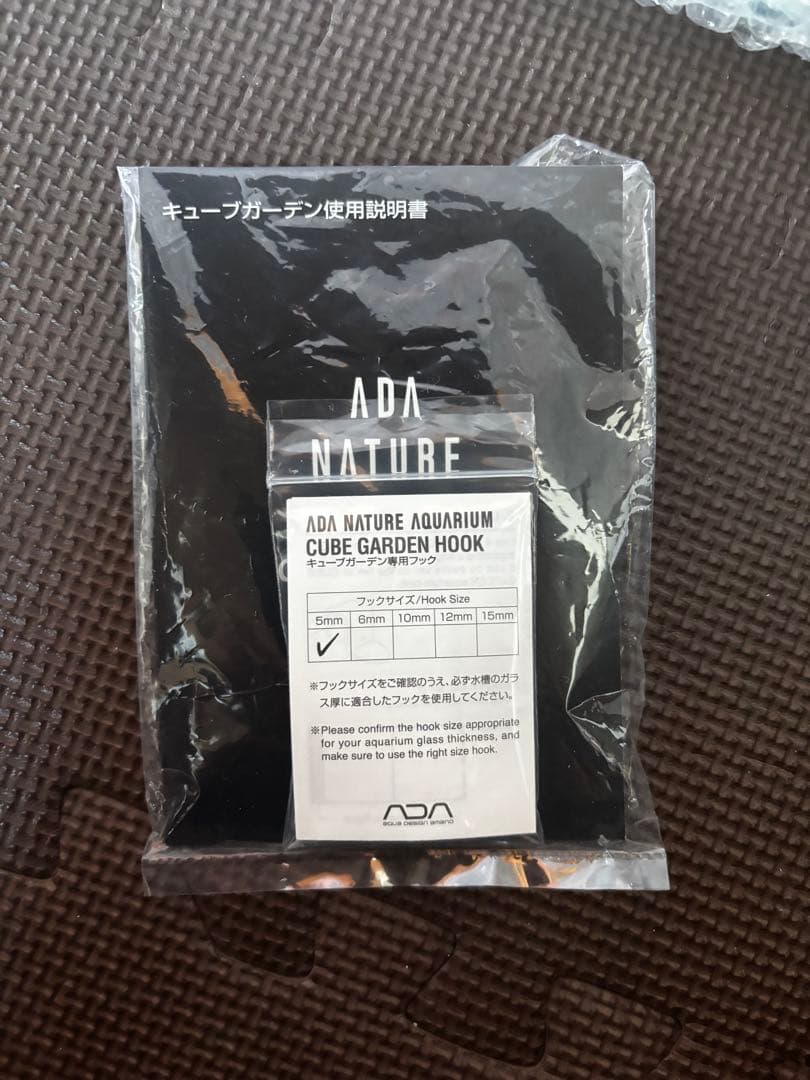 キューブガーデン使用説明書
ADA
NATURE
ADA NATURE AQUARIUM
CUBE GARDEN HOOK
キューブガーデン専用フック
フックサイズ/Hook Size
5mm 6mm 10mm 12mm 15mm
✓
※フックサイズをご確認のうえ、必ず水槽のガラ
ス厚に適合したフックを使用してください。
※Please confirm the hook size appropriate
for your aquarium glass thickness, and
make sure to use the right size hook.
ADA
AQUA DESIGN AMANO